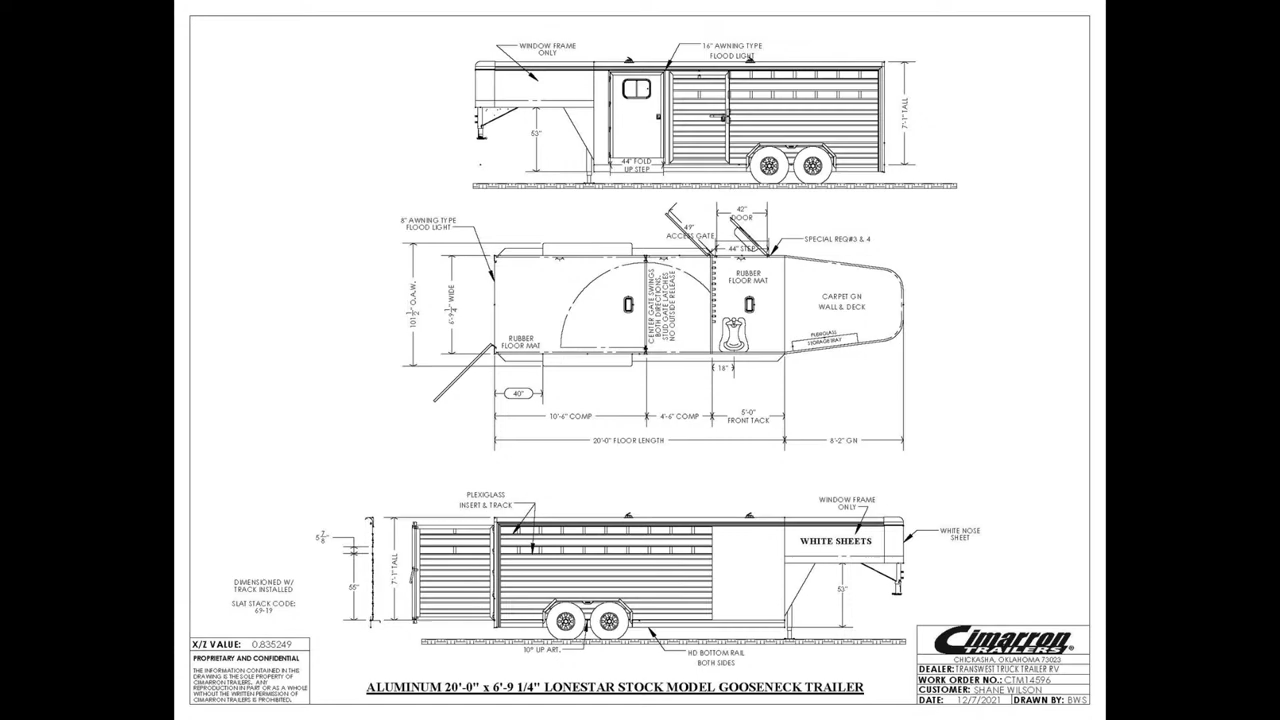 WINDOW FRAME
ONLY
16" AWNING TYPE
FLOOD LIGHT
53"
7'-1" TALL
44" FOLD
UP STEP
8" AWNING TYPE
FLOOD LIGHT
42"
DOOR
49"
ACCESS GATE
44" STEP
SPECIAL REQ#3 & 4
101 1/2" O.A.W.
6'-9 1/4" WIDE
CENTER GATE SWINGS
BOTH DIRECTIONS.
STUD GATE LATCHES
NO OUTSIDE RELEASE
RUBBER
FLOOR MAT
CARPET GN
WALL & DECK
PLEXIGLASS
STORAGE WAY
RUBBER
FLOOR MAT
18"
40"
10'-6" COMP
4'-6" COMP
5'-0"
FRONT TACK
20'-0" FLOOR LENGTH
8'-2" GN
PLEXIGLASS
INSERT & TRACK
WINDOW FRAME
ONLY
WHITE NOSE
SHEET
WHITE SHEETS
5 7/8"
55"
7'-1" TALL
53"
DIMENSIONED W/
TRACK INSTALLED
SLAT STACK CODE:
69-19
10" UP ART.
HD BOTTOM RAIL
BOTH SIDES
X/Z VALUE: 0.835249
PROPRIETARY AND CONFIDENTIAL
THE INFORMATION CONTAINED IN THE
DRAWING IS THE SOLE PROPERTY OF
CIMARRON TRAILERS. ANY
REPRODUCTION IN PART OR AS A WHOLE
WITHOUT THE WRITTEN PERMISSION OF
CIMARRON TRAILERS IS PROHIBITED.
ALUMINUM 20'-0" x 6'-9 1/4" LONESTAR STOCK MODEL GOOSENECK TRAILER
Cimarron
TRAILERS®
CHICKASHA, OKLAHOMA 73023
DEALER: TRANSWEST TRUCK TRAILER RV
WORK ORDER NO.: CTM14596
CUSTOMER: SHANE WILSON
DATE: 12/7/2021 DRAWN BY: BWS